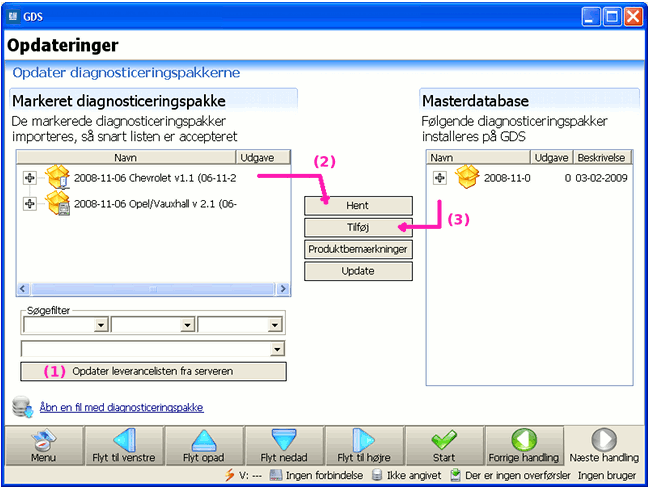 GDS
Opdateringer
Opdater diagnosticeringspakkerne
Markeret diagnosticeringspakke
De markerede diagnosticeringspakker
importeres, så snart listen er accepteret
Navn Udgave
2008-11-06 Chevrolet v1.1 (06-11-2
2008-11-06 Opel/Vauxhall v 2.1 (06-
(2)
Hent
Tilføj
Produktbemærkninger
Update
(3)
Masterdatabase
Følgende diagnosticeringspakker
installeres på GDS
Navn Udgave Beskrivelse
2008-11-0 0 03-02-2009
Søgefilter
(1) Opdater leverancelisten fra serveren
Åbn en fil med diagnosticeringspakke
Menu Flyt til venstre Flyt opad Flyt nedad Flyt til højre Start Forrige handling Næste handling
V: --- Ingen forbindelse Ikke angivet Der er ingen overførsler Ingen bruger